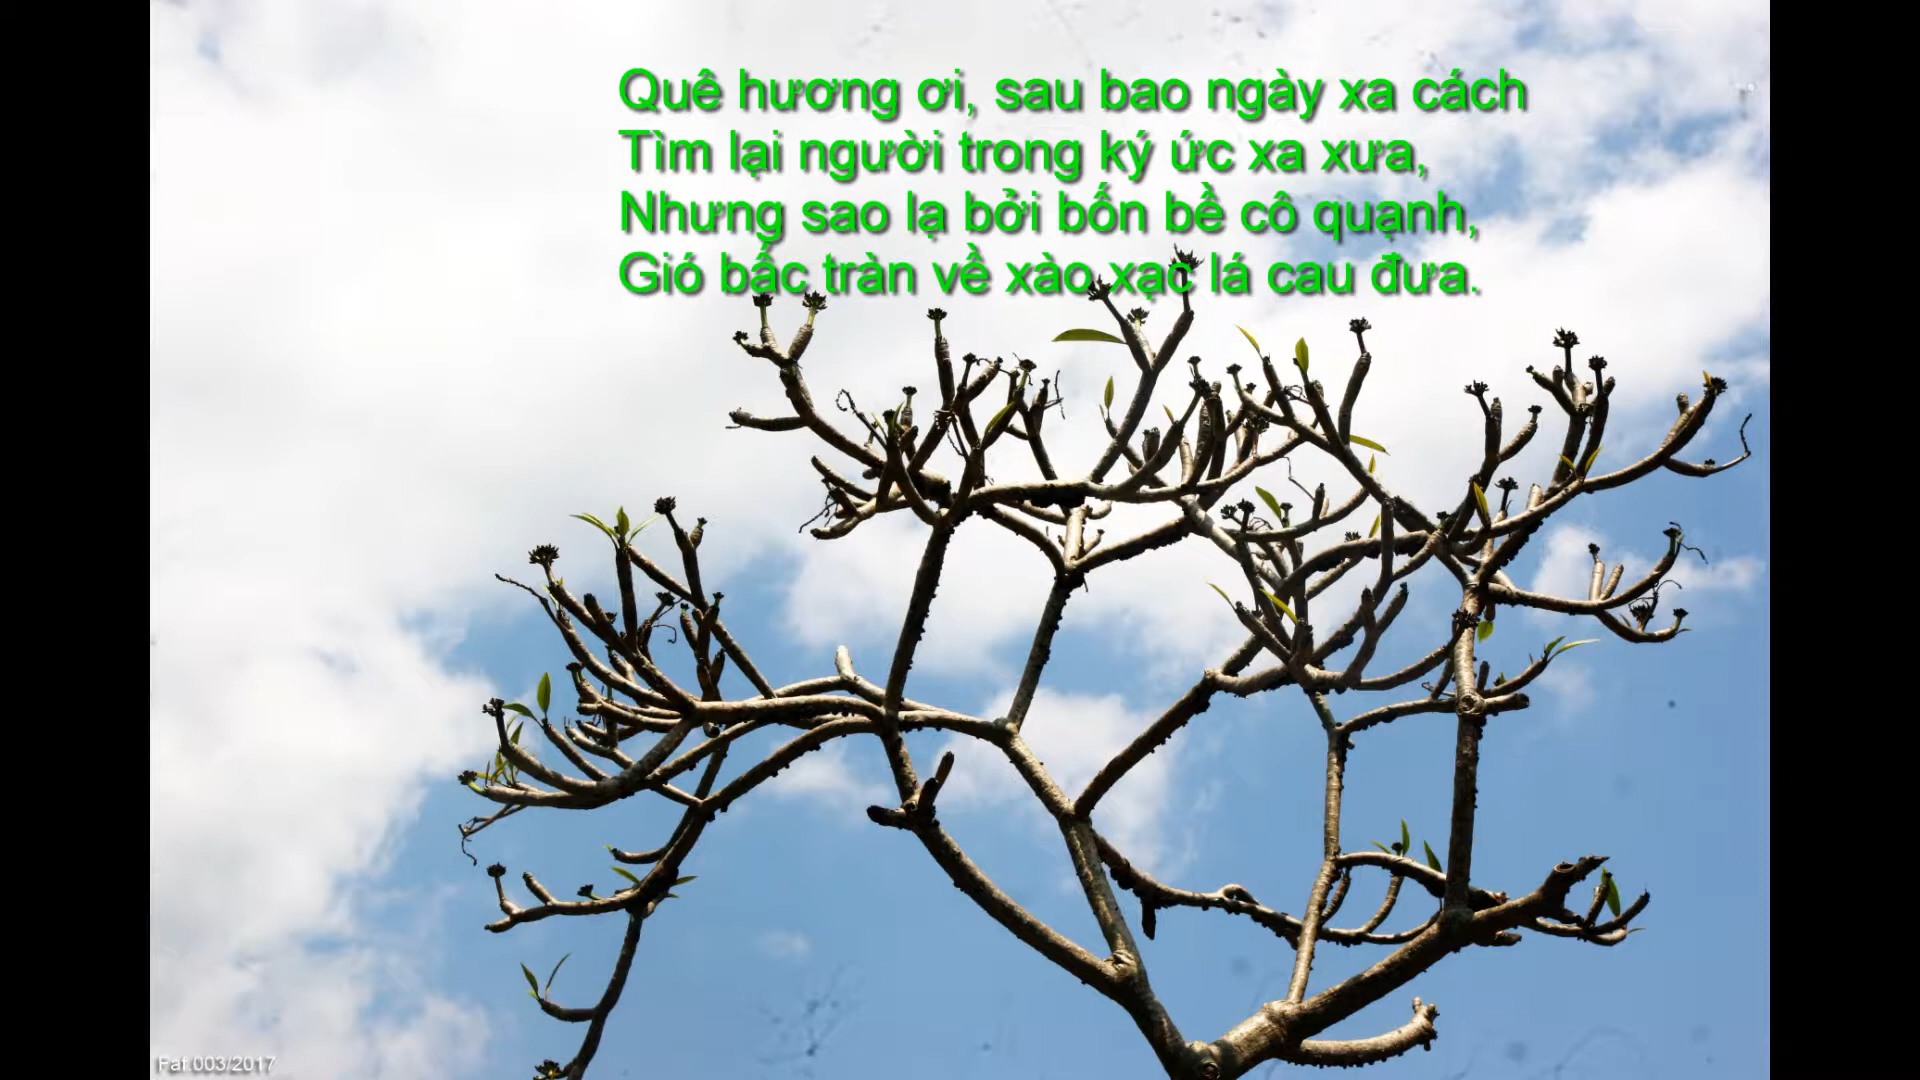 Quê hương ơi, sau bao ngày xa cách
Tìm lại người trong ký ức xa xưa,
Nhưng sao lạ bởi bốn bề cô quạnh,
Gió bấc tràn về xào xạc lá cau đưa.
Faf.003/2017